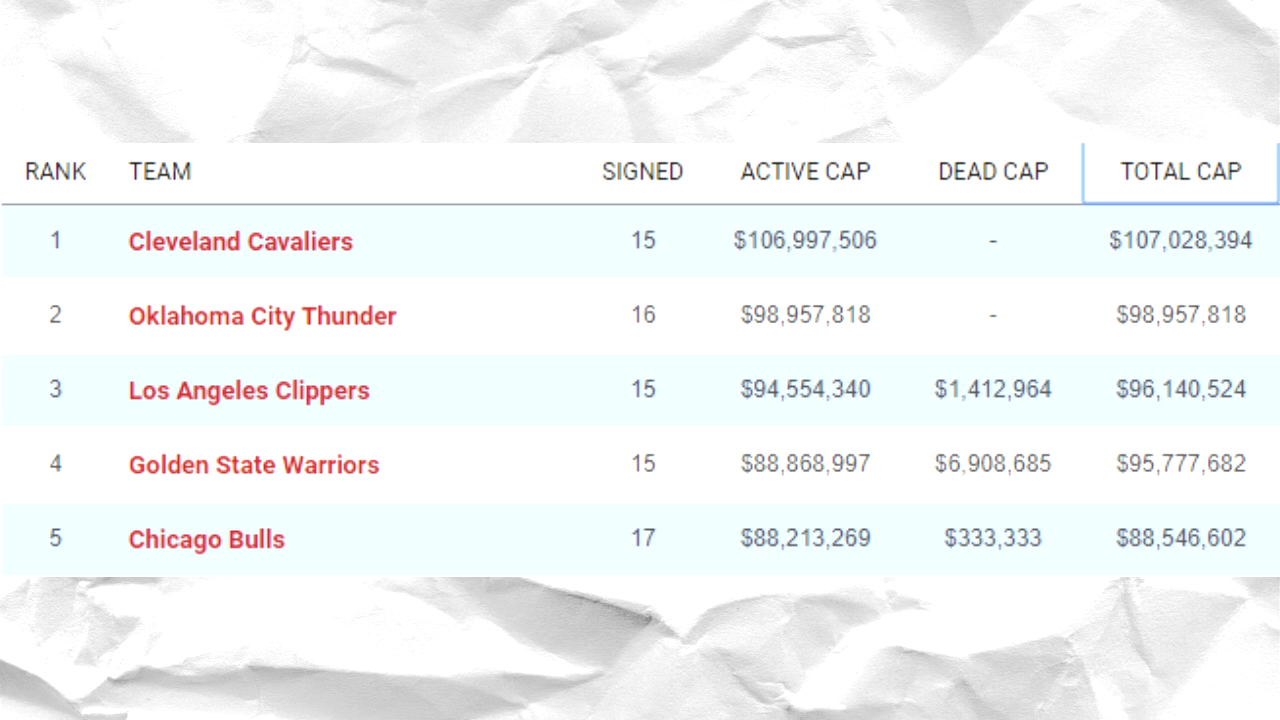 RANK TEAM SIGNED ACTIVE CAP DEAD CAP TOTAL CAP
1 Cleveland Cavaliers 15 $106,997,506 - $107,028,394
2 Oklahoma City Thunder 16 $98,957,818 - $98,957,818
3 Los Angeles Clippers 15 $94,554,340 $1,412,964 $96,140,524
4 Golden State Warriors 15 $88,868,997 $6,908,685 $95,777,682
5 Chicago Bulls 17 $88,213,269 $333,333 $88,546,602